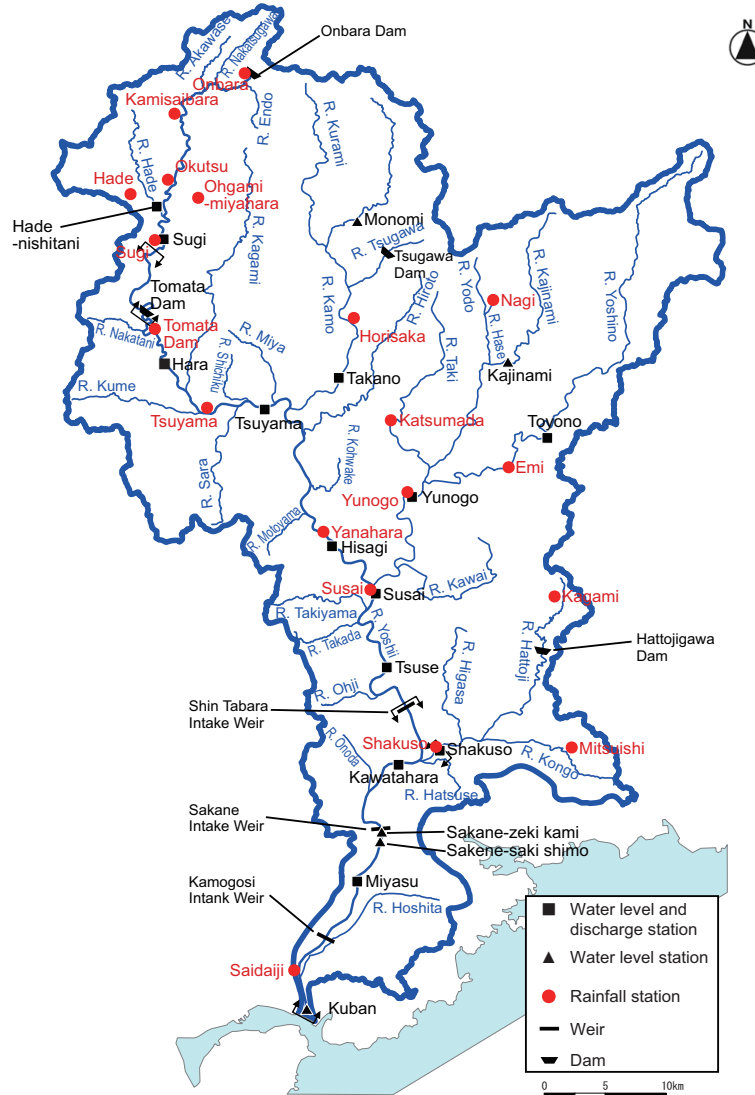 N
Onbara Dam
R. Akawase
R. Nakatsugawa
Onbara
Kamisaibara
R. Endo
R. Kurami
R. Hade
Okutsu
Hade
Ohgami
-miyahara
Hade
-nishitani
Monomi
Sugi
Sugi
R. Kagami
R. Tsugawa
Tsugawa
Dam
R. Hiroto
R. Yodo
R. Kajinami
R. Yoshino
Tomata
Dam
Nagi
R. Hase
Tomata
Dam
R. Nakatani
R. Miya
R. Kamo
Horisaka
R. Taki
Hara
R. Shichiku
Kajinami
Takano
R. Kume
Tsuyama
Tsuyama
Katsumada
Toyono
R. Sara
R. Kohwake
Emi
Yunogo
Yunogo
R. Motoyama
Yanahara
Hisagi
Susai
Susai
R. Kawai
Kagami
R. Takiyama
R. Takada
R. Yoshii
R. Higasa
R. Hattoji
Hattojigawa
Dam
Tsuse
R. Ohji
Shin Tabara
Intake Weir
R. Onoda
Shakuso
Shakuso
Mitsuishi
R. Kongo
Kawatahara
R. Hatsuse
Sakane
Intake Weir
Sakane-zeki kami
Sakene-saki shimo
Kamogosi
Intank Weir
Miyasu
R. Hoshita
Saidaiji
Kuban
Water level and
discharge station
Water level station
Rainfall station
Weir
Dam
0 5 10km